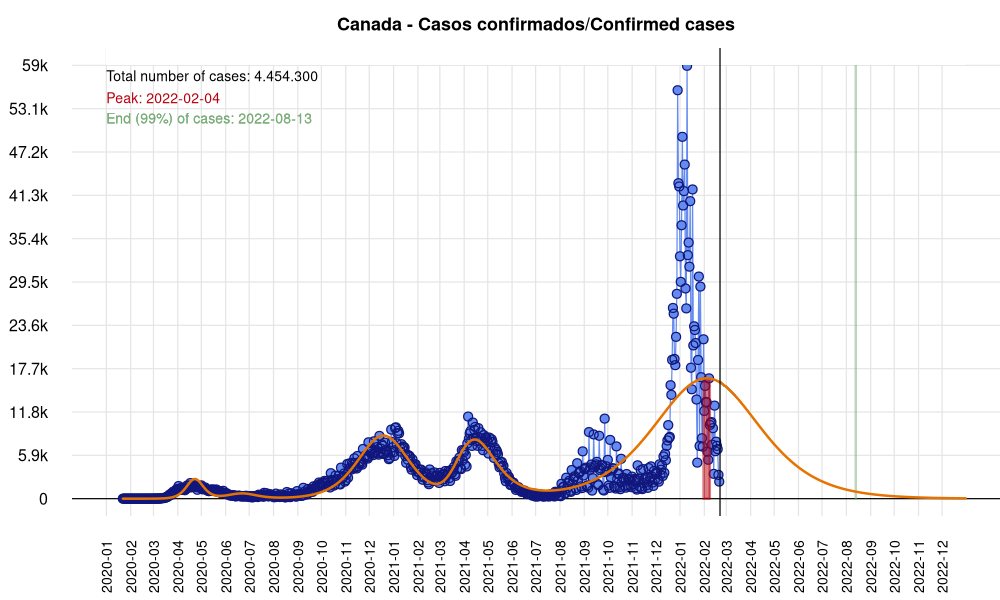 Canada - Casos confirmados/Confirmed cases
Total number of cases: 4.454.300
Peak: 2022-02-04
End (99%) of cases: 2022-08-13
59k
53.1k
47.2k
41.3k
35.4k
29.5k
23.6k
17.7k
11.8k
5.9k
0
2020-01
2020-02
2020-03
2020-04
2020-05
2020-06
2020-07
2020-08
2020-09
2020-10
2020-11
2020-12
2021-01
2021-02
2021-03
2021-04
2021-05
2021-06
2021-07
2021-08
2021-09
2021-10
2021-11
2021-12
2022-01
2022-02
2022-03
2022-04
2022-05
2022-06
2022-07
2022-08
2022-09
2022-10
2022-11
2022-12